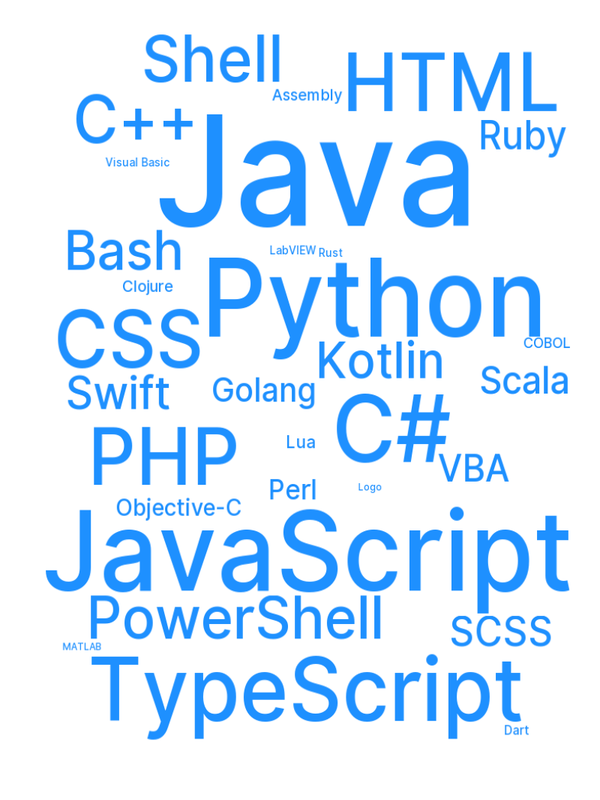 Shell
HTML
Assembly
C++
Ruby
Java
Visual Basic
Bash
LabVIEW
Rust
Clojure
Python
CSS
COBOL
Kotlin
Scala
Swift
Golang
C#
Lua
PHP
VBA
Perl
Logo
Objective-C
JavaScript
PowerShell
SCSS
MATLAB
TypeScript
Dart